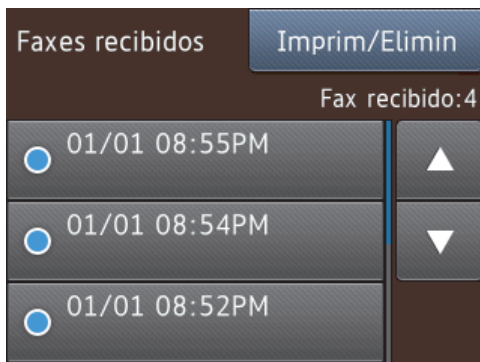 Faxes recibidos
Imprim/Elimin
Fax recibido:4
01/01 08:55PM
01/01 08:54PM
01/01 08:52PM